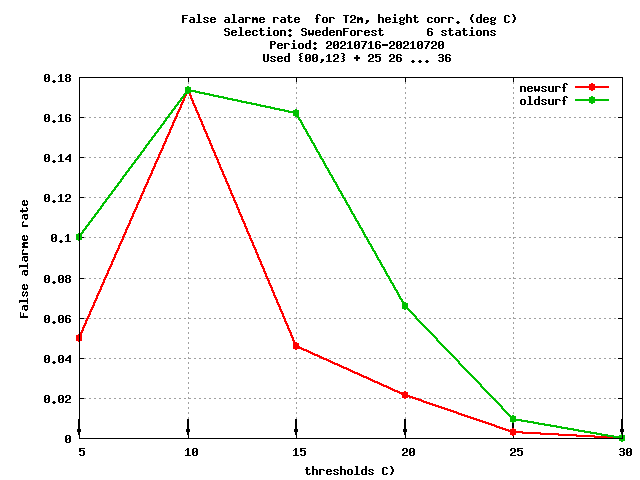 False alarme rate  for T2m, height corr. (deg C)
Selection: SwedenForest      6 stations
Period: 20210716-20210720
Used {00,12} + 25 26 ... 36
newsurf
oldsurf
False alarme rate
0.18
0.16
0.14
0.12
0.1
0.08
0.06
0.04
0.02
0
5 10 15 20 25 30
thresholds C)